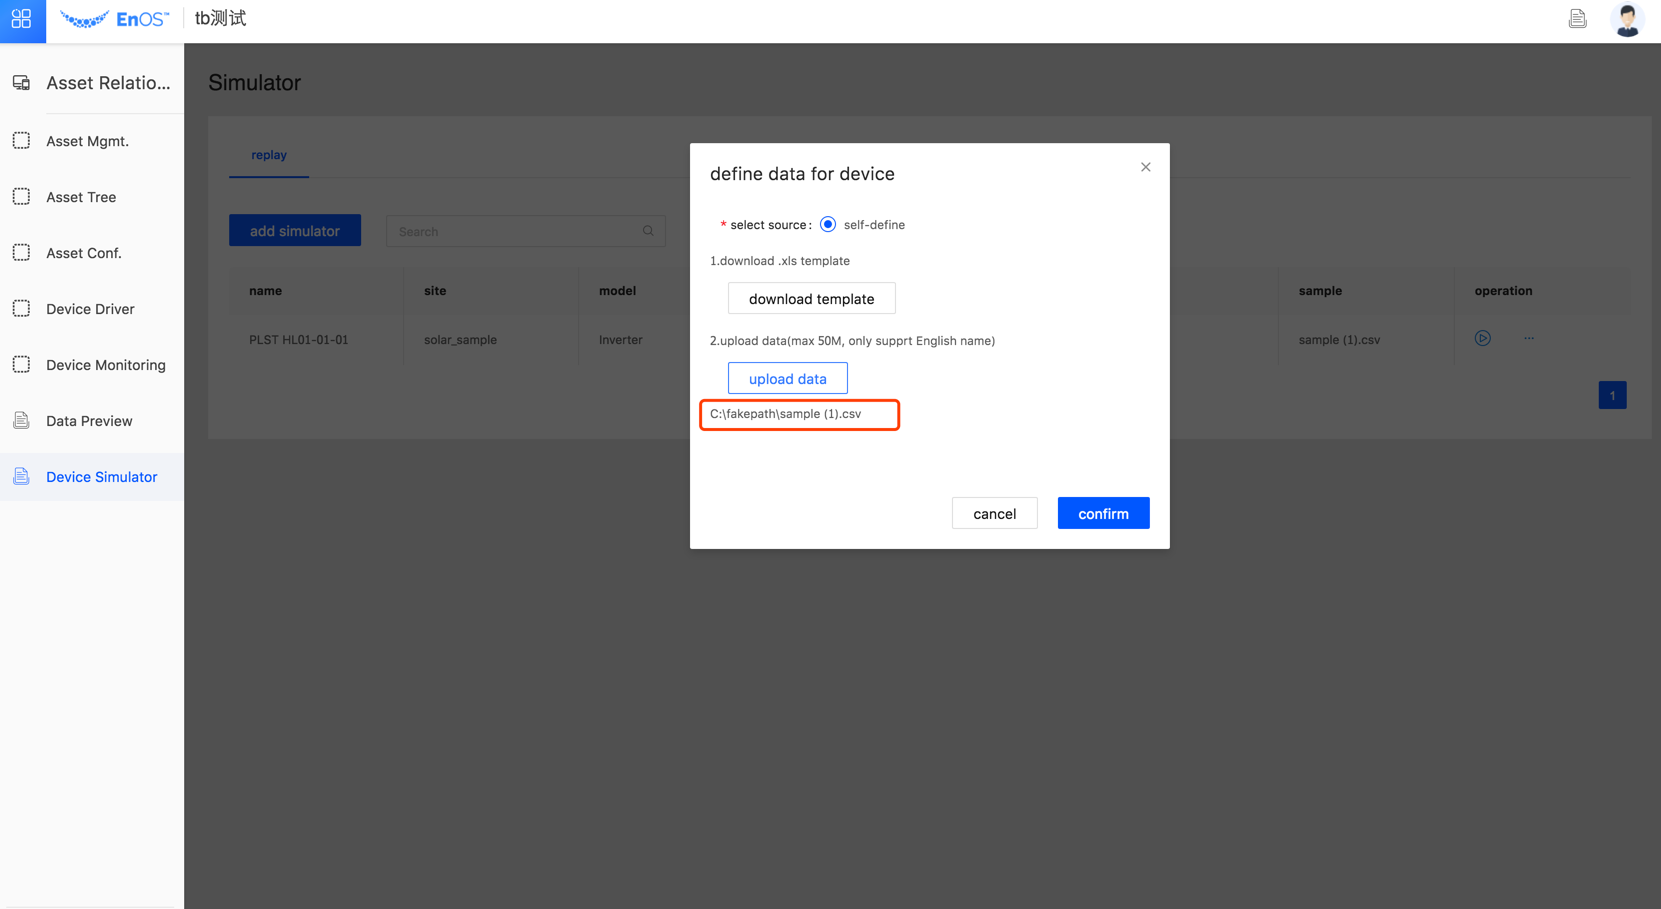 EnOS™
tb测试
Asset Relatio...
Asset Mgmt.
Asset Tree
Asset Conf.
Device Driver
Device Monitoring
Data Preview
Device Simulator
Simulator
replay
add simulator
Search
name
site
model
sample
operation
PLST HL01-01-01
solar_sample
Inverter
sample (1).csv
...
1
define data for device
* select source: self-define
1.download .xls template
download template
2.upload data(max 50M, only supprt English name)
upload data
C:\fakepath\sample (1).csv
cancel
confirm